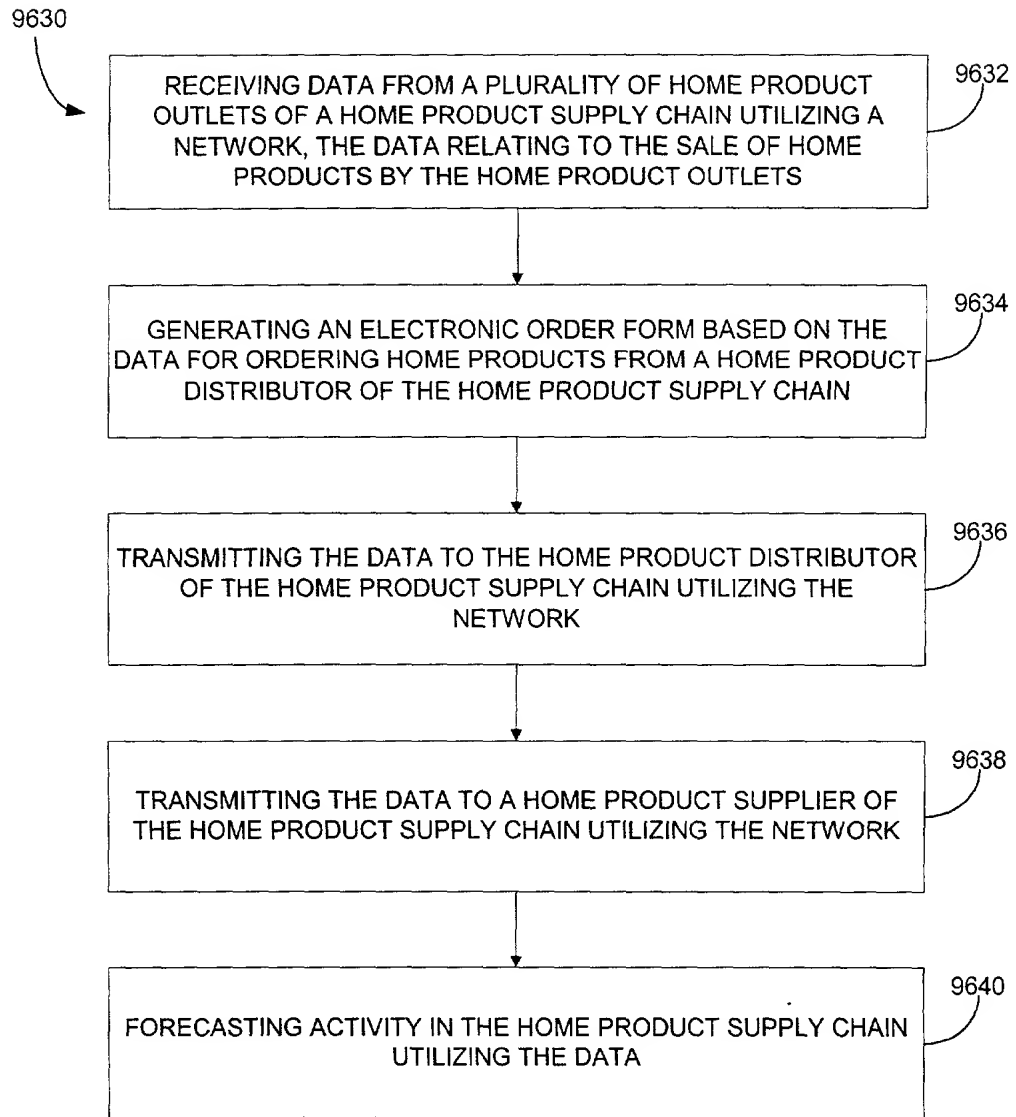 9630
RECEIVING DATA FROM A PLURALITY OF HOME PRODUCT
OUTLETS OF A HOME PRODUCT SUPPLY CHAIN UTILIZING A
NETWORK, THE DATA RELATING TO THE SALE OF HOME
PRODUCTS BY THE HOME PRODUCT OUTLETS
9632
GENERATING AN ELECTRONIC ORDER FORM BASED ON THE
DATA FOR ORDERING HOME PRODUCTS FROM A HOME PRODUCT
DISTRIBUTOR OF THE HOME PRODUCT SUPPLY CHAIN
9634
TRANSMITTING THE DATA TO THE HOME PRODUCT DISTRIBUTOR
OF THE HOME PRODUCT SUPPLY CHAIN UTILIZING THE
NETWORK
9636
TRANSMITTING THE DATA TO A HOME PRODUCT SUPPLIER OF
THE HOME PRODUCT SUPPLY CHAIN UTILIZING THE NETWORK
9638
FORECASTING ACTIVITY IN THE HOME PRODUCT SUPPLY CHAIN
UTILIZING THE DATA
9640